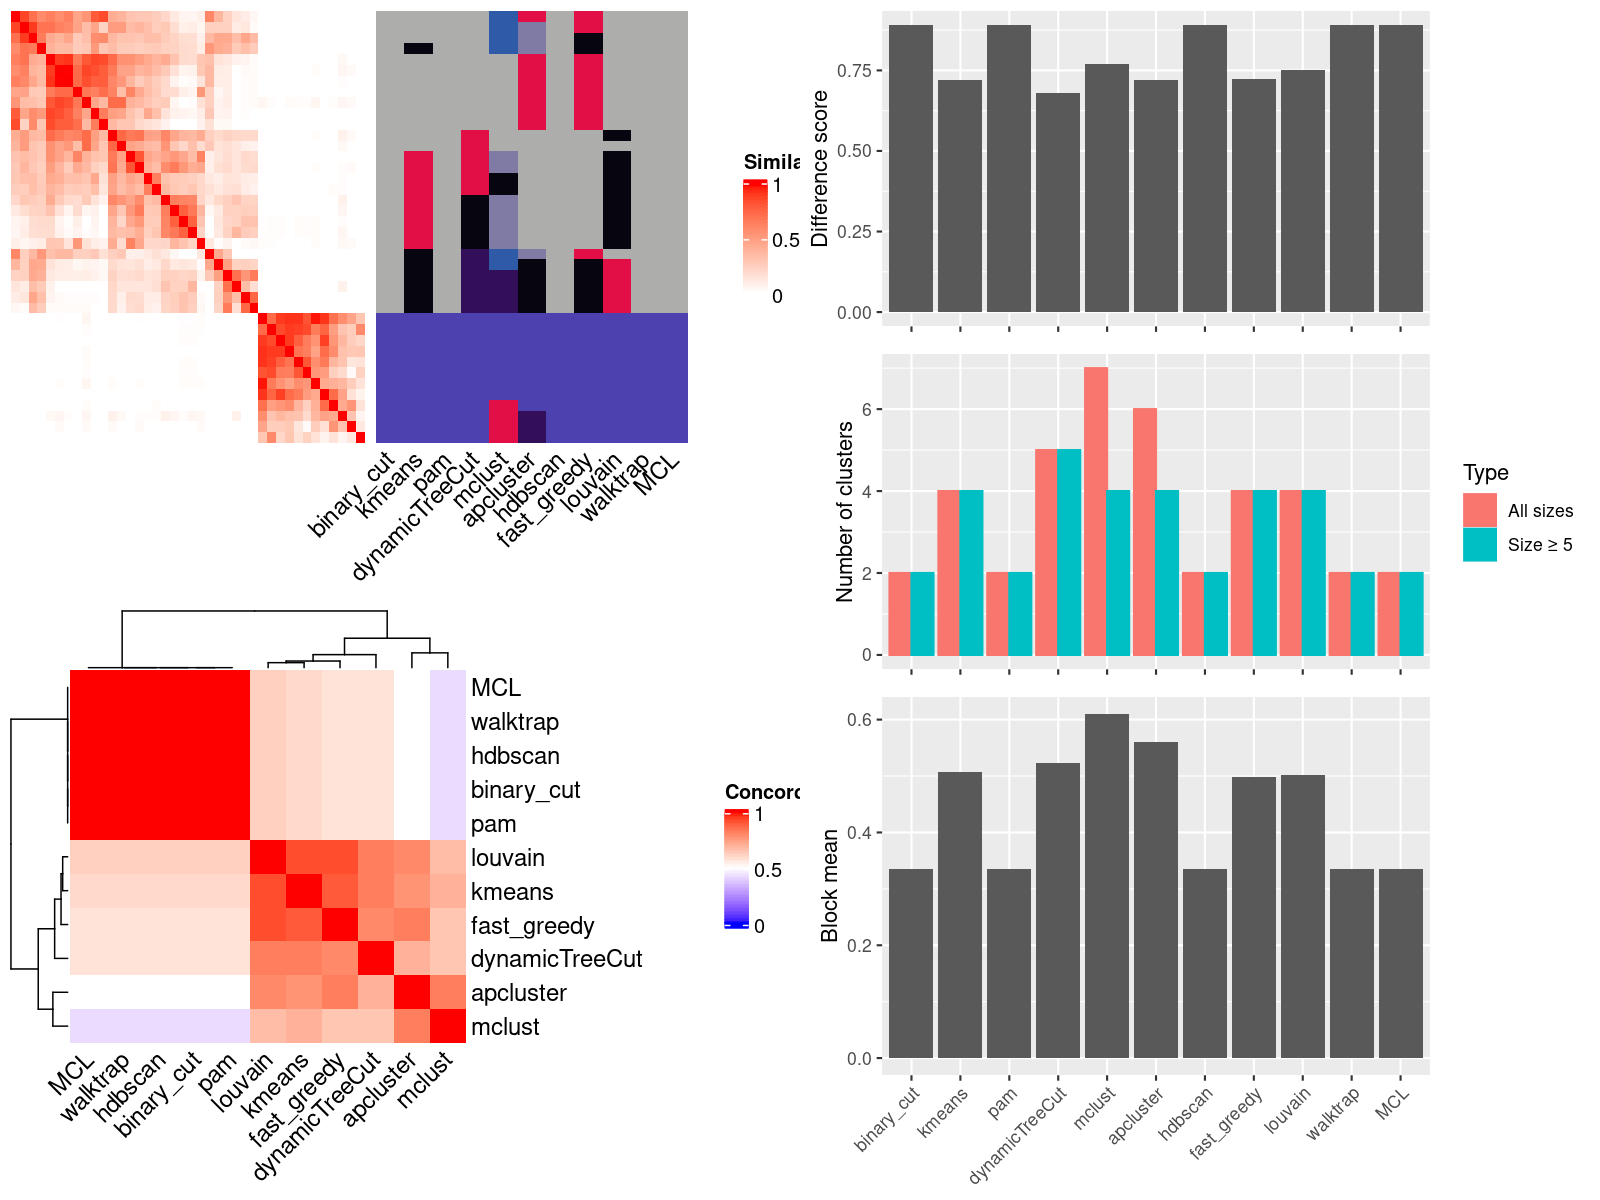 Simila
1
0.5
0
binary_cut
kmeans
pam
dynamicTreeCut
mclust
apcluster
hdbscan
fast_greedy
louvain
walktrap
MCL
MCL
walktrap
hdbscan
binary_cut
pam
louvain
kmeans
fast_greedy
dynamicTreeCut
apcluster
mclust
MCL
walktrap
hdbscan
binary_cut
pam
louvain
kmeans
fast_greedy
dynamicTreeCut
apcluster
mclust
Concord
1
0.5
0
Difference score
0.75
0.50
0.25
0.00
Number of clusters
6
4
2
0
Type
All sizes
Size ≥ 5
Block mean
0.6
0.4
0.2
0.0
binary_cut
kmeans
pam
dynamicTreeCut
mclust
apcluster
hdbscan
fast_greedy
louvain
walktrap
MCL